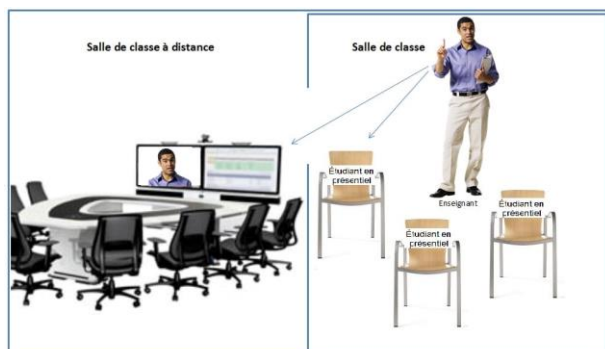 Salle de classe à distance
Salle de classe
Étudiant en
présentiel
Enseignant
Étudiant en
présentiel
Étudiant en
présentiel